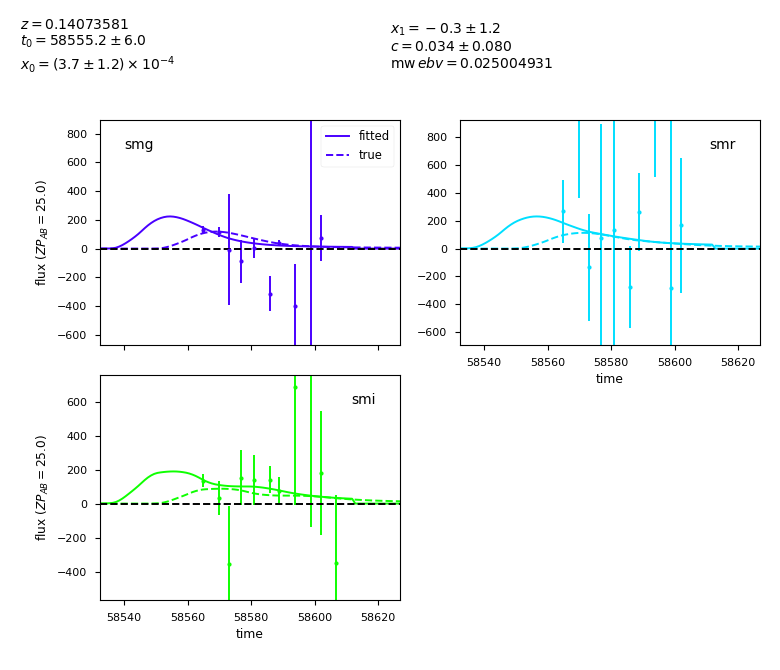 z = 0.14073581
t₀ = 58555.2 ± 6.0
x₀ = (3.7 ± 1.2) × 10⁻⁴
x₁ = −0.3 ± 1.2
c = 0.034 ± 0.080
mw ebv = 0.025004931
smg
fitted
true
800
600
400
200
0
−200
−400
−600
flux (ZP_AB = 25.0)
smr
800
600
400
200
0
−200
−400
−600
58540 58560 58580 58600 58620
time
smi
600
400
200
0
−200
−400
flux (ZP_AB = 25.0)
58540 58560 58580 58600 58620
time